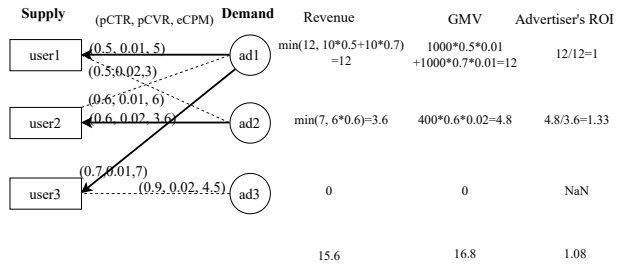 Supply (pCTR, pCVR, eCPM) Demand Revenue GMV Advertiser's ROI
user1 (0.5, 0.01, 5) ad1 min(12, 10*0.5+10*0.7) =12 1000*0.5*0.01 +1000*0.7*0.01=12 12/12=1
(0.5,0.02,3)
(0.6, 0.01, 6)
user2 (0.6, 0.02, 3.6) ad2 min(7, 6*0.6)=3.6 400*0.6*0.02=4.8 4.8/3.6=1.33
(0.7,0.01,7)
user3 (0.9, 0.02, 4.5) ad3 0 0 NaN
15.6 16.8 1.08